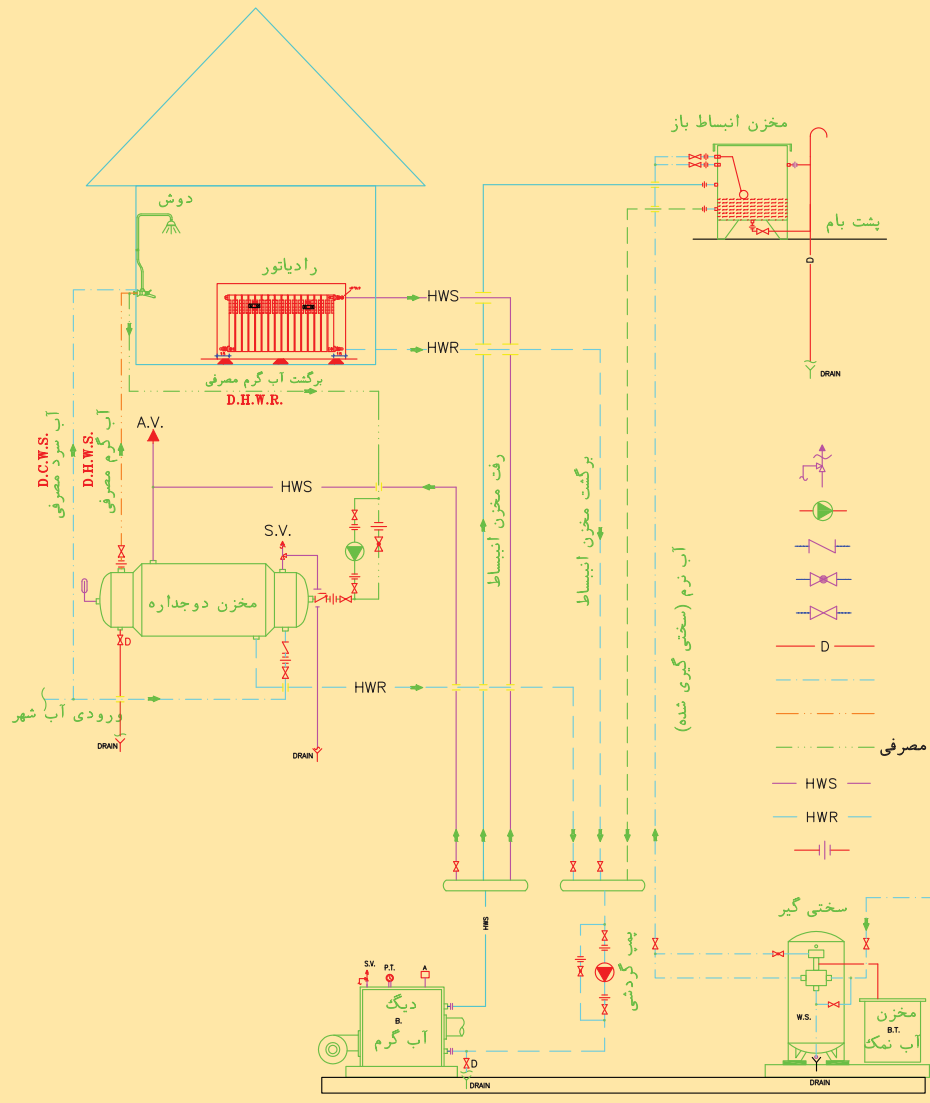 مخزن انبساط باز
پشت بام
D
DRAIN
دوش
رادیاتور
HWS
HWR
برگشت آب گرم مصرفی
D.H.W.R.
A.V.
D.C.W.S.
آب سرد مصرفی
D.H.W.S.
آب گرم مصرفی
HWS
S.V.
مخزن دوجداره
D
HWR
ورودی آب شهر
DRAIN
DRAIN
رفت مخزن انبساط
برگشت مخزن انبساط
آب نرم (سختی گیری شده)
D
مصرفی
HWS
HWR
HWS
پمپ گردشی
S.V.
P.T.
A
دیگ
B.
آب گرم
D
DRAIN
سختی گیر
W.S.
DRAIN
مخزن
B.T.
آب نمک